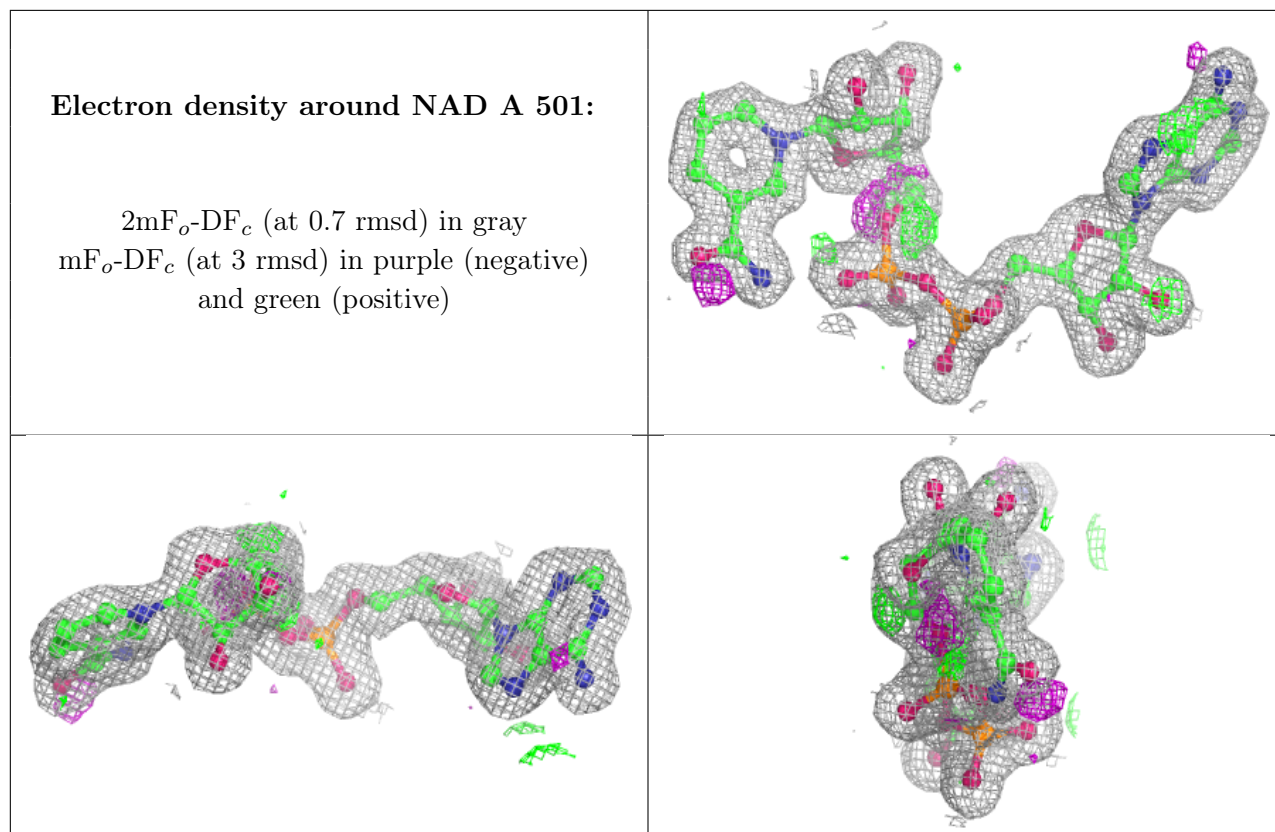 Electron density around NAD A 501:
2mFo-DFc (at 0.7 rmsd) in gray
mFo-DFc (at 3 rmsd) in purple (negative)
and green (positive)